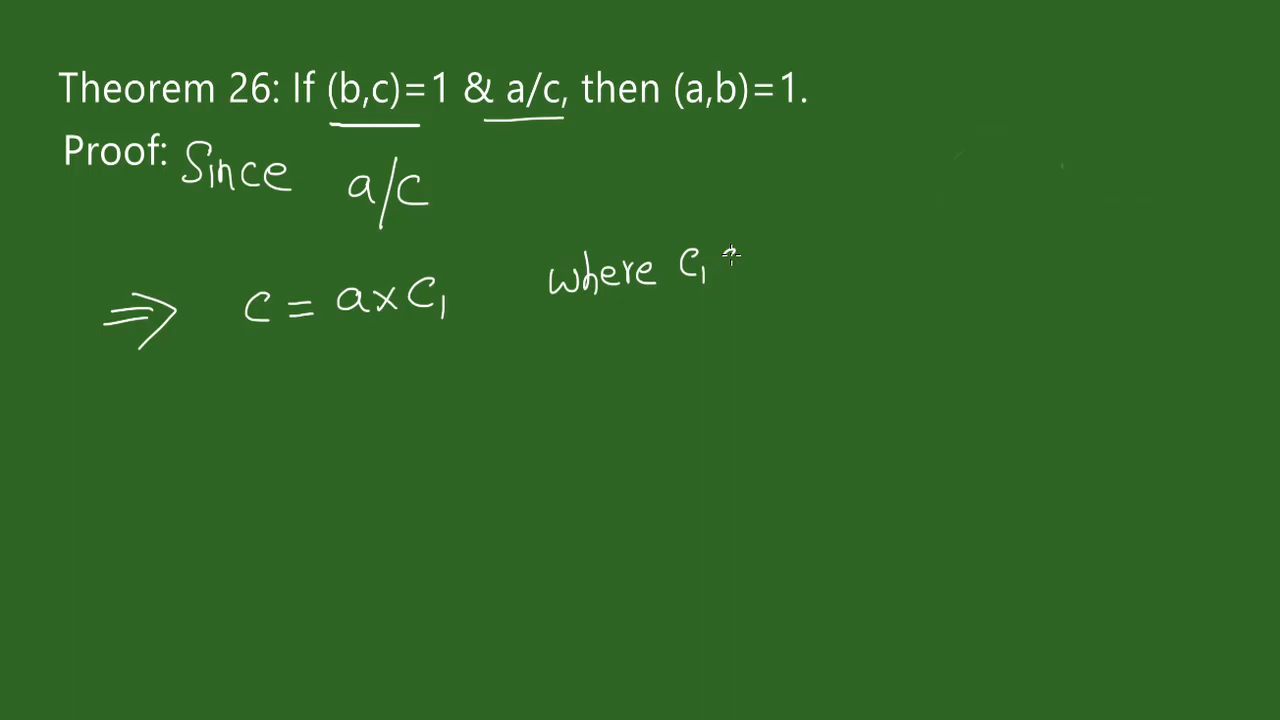 Theorem 26: If (b,c)=1 & a/c, then (a,b)=1.
Proof: Since a/c
⇒ c = a×c₁ where c₁